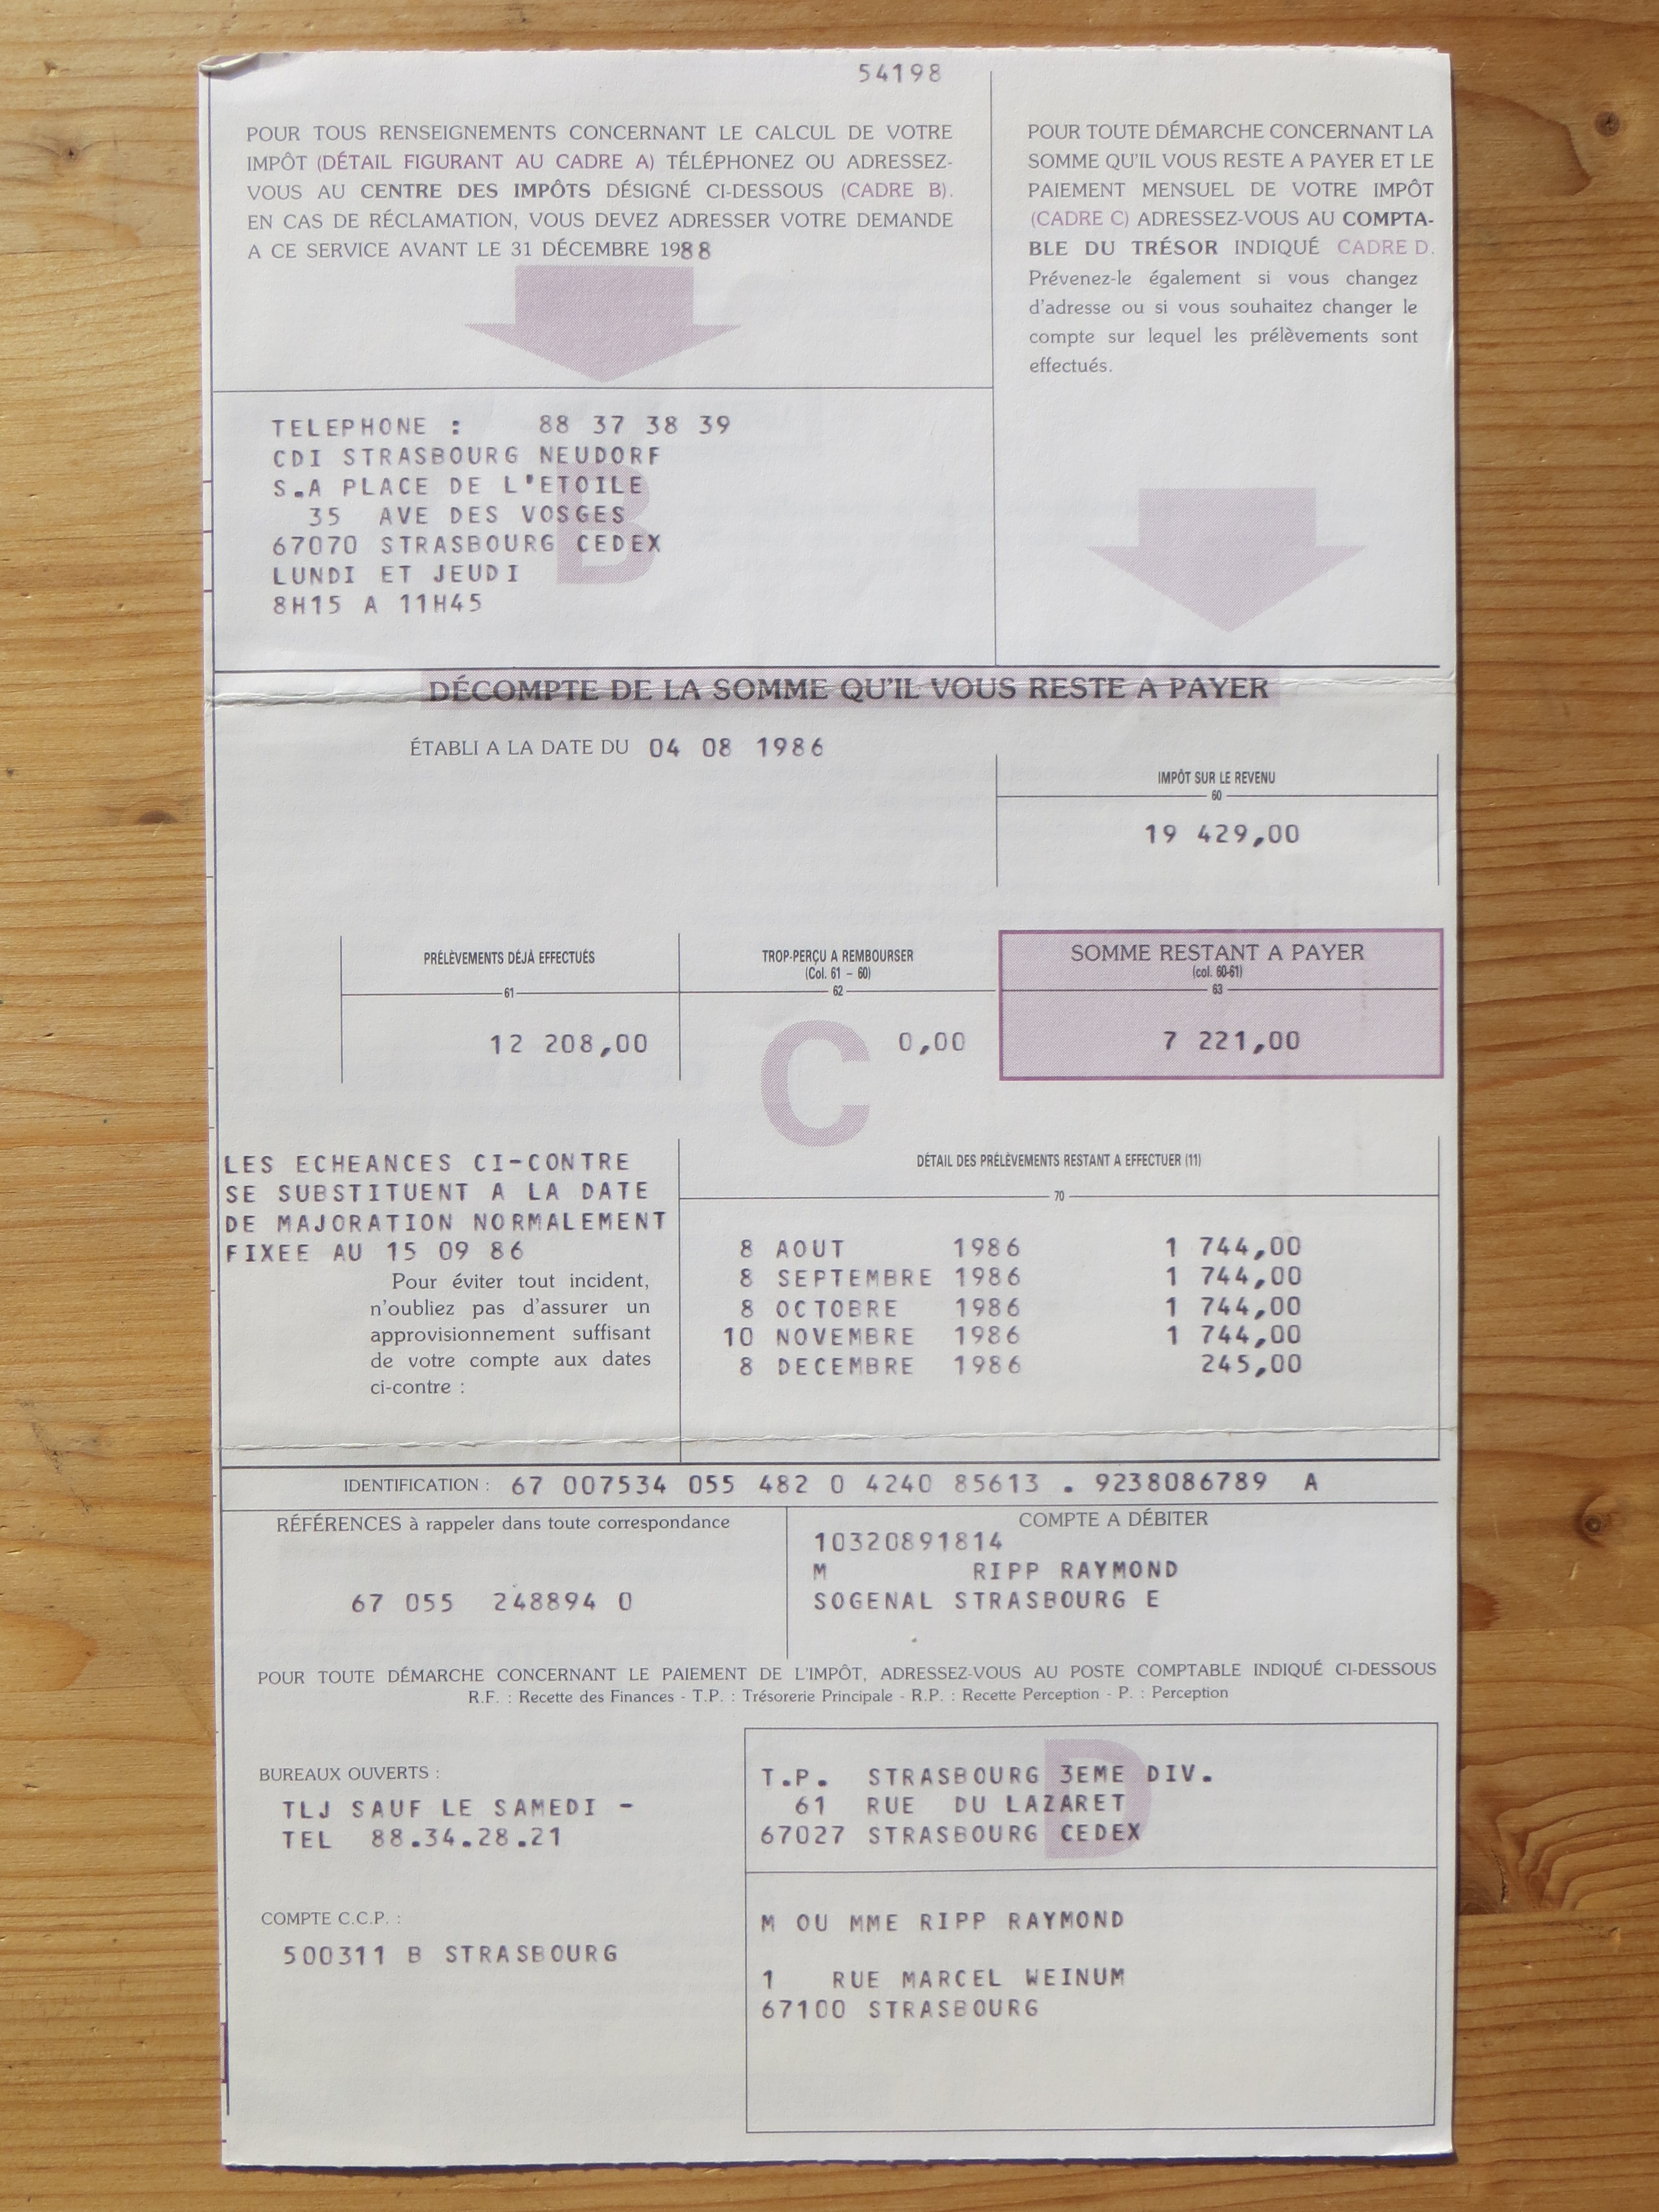 54198
POUR TOUS RENSEIGNEMENTS CONCERNANT LE CALCUL DE VOTRE
IMPÔT (DÉTAIL FIGURANT AU CADRE A) TÉLÉPHONEZ OU ADRESSEZ-
VOUS AU CENTRE DES IMPÔTS DÉSIGNÉ CI-DESSOUS (CADRE B).
EN CAS DE RÉCLAMATION, VOUS DEVEZ ADRESSER VOTRE DEMANDE
A CE SERVICE AVANT LE 31 DÉCEMBRE 1988
POUR TOUTE DÉMARCHE CONCERNANT LA
SOMME QU'IL VOUS RESTE A PAYER ET LE
PAIEMENT MENSUEL DE VOTRE IMPÔT
(CADRE C) ADRESSEZ-VOUS AU COMPTA-
BLE DU TRÉSOR INDIQUÉ CADRE D.
Prévenez-le également si vous changez
d'adresse ou si vous souhaitez changer le
compte sur lequel les prélèvements sont
effectués.
TELEPHONE : 88 37 38 39
CDI STRASBOURG NEUDORF
S.A PLACE DE L'ETOILE
35 AVE DES VOSGES
67070 STRASBOURG CEDEX
LUNDI ET JEUDI
8H15 A 11H45
B
DÉCOMPTE DE LA SOMME QU'IL VOUS RESTE A PAYER
ÉTABLI A LA DATE DU 04 08 1986
IMPÔT SUR LE REVENU
60
19 429,00
PRÉLÈVEMENTS DÉJÀ EFFECTUÉS
61
12 208,00
TROP-PERÇU A REMBOURSER
(Col. 61 - 60)
62
0,00
SOMME RESTANT A PAYER
(col. 60-61)
63
7 221,00
C
LES ECHEANCES CI-CONTRE
SE SUBSTITUENT A LA DATE
DE MAJORATION NORMALEMENT
FIXEE AU 15 09 86
Pour éviter tout incident,
n'oubliez pas d'assurer un
approvisionnement suffisant
de votre compte aux dates
ci-contre :
DÉTAIL DES PRÉLÈVEMENTS RESTANT A EFFECTUER (11)
70
8 AOUT 1986 1 744,00
8 SEPTEMBRE 1986 1 744,00
8 OCTOBRE 1986 1 744,00
10 NOVEMBRE 1986 1 744,00
8 DECEMBRE 1986 245,00
IDENTIFICATION : 67 007534 055 482 0 4240 85613 . 9238086789 A
RÉFÉRENCES à rappeler dans toute correspondance
67 055 248894 0
COMPTE A DÉBITER
10320891814
M RIPP RAYMOND
SOGENAL STRASBOURG E
POUR TOUTE DÉMARCHE CONCERNANT LE PAIEMENT DE L'IMPÔT, ADRESSEZ-VOUS AU POSTE COMPTABLE INDIQUÉ CI-DESSOUS
R.F. : Recette des Finances - T.P. : Trésorerie Principale - R.P. : Recette Perception - P. : Perception
BUREAUX OUVERTS :
TLJ SAUF LE SAMEDI -
TEL 88.34.28.21
COMPTE C.C.P. :
500311 B STRASBOURG
D
T.P. STRASBOURG 3EME DIV.
61 RUE DU LAZARET
67027 STRASBOURG CEDEX
M OU MME RIPP RAYMOND
1 RUE MARCEL WEINUM
67100 STRASBOURG